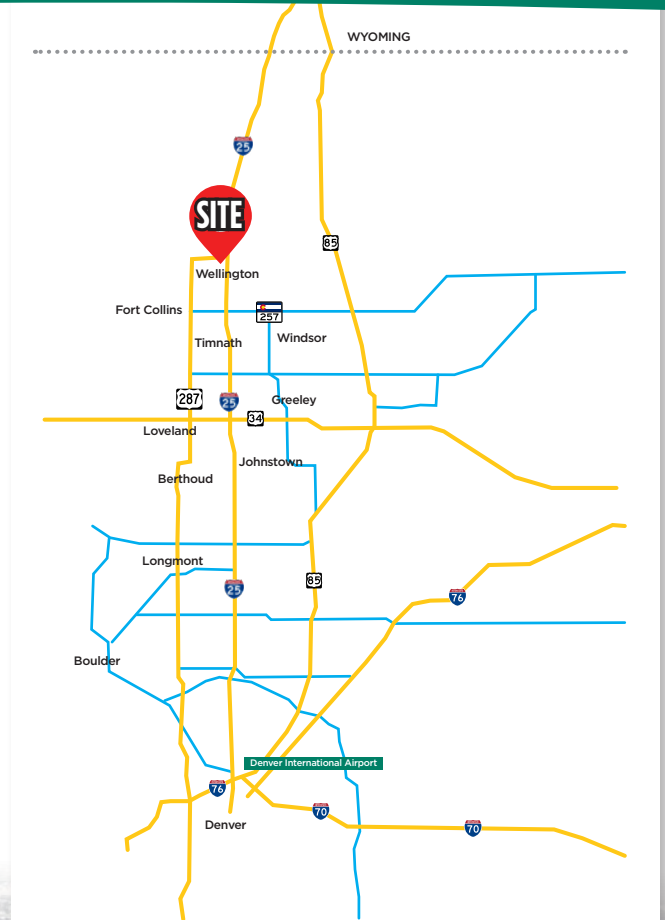 WYOMING
25
SITE
85
Wellington
Fort Collins
257
Timnath
Windsor
287
25
Greeley
34
Loveland
Johnstown
Berthoud
Longmont
85
25
76
Boulder
Denver International Airport
76
70
Denver
70